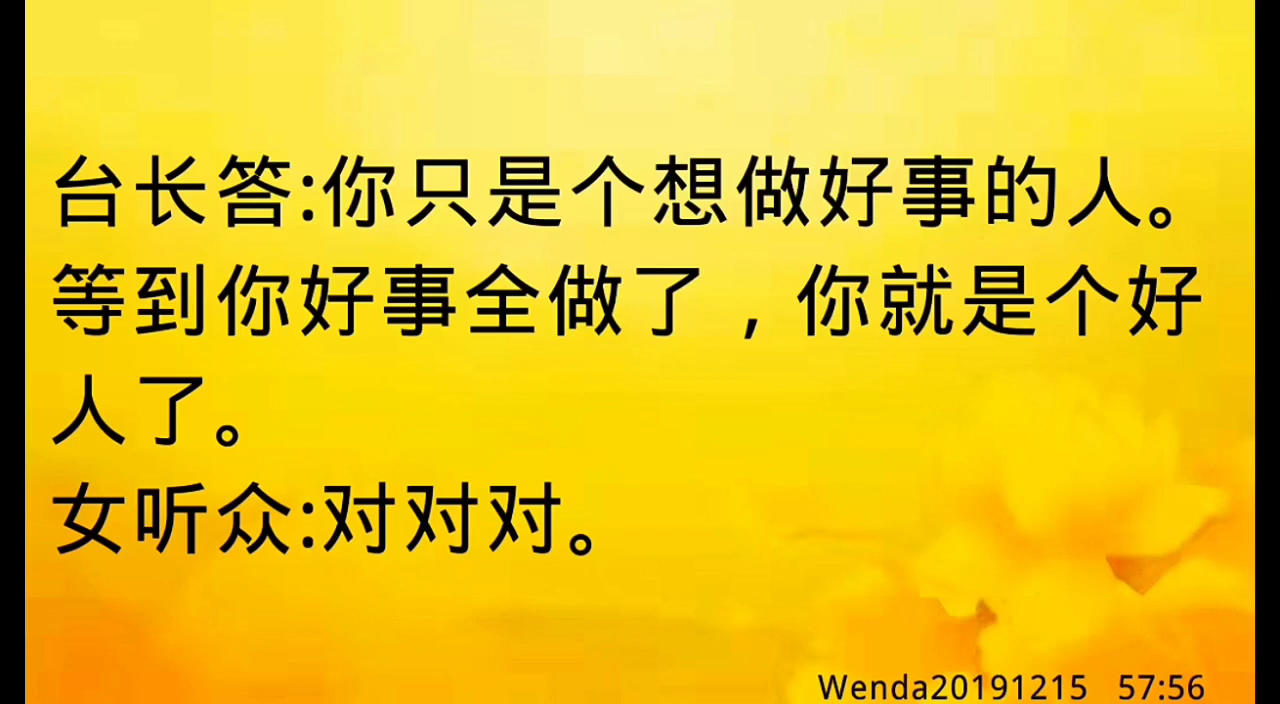 台长答:你只是个想做好事的人。
等到你好事全做了，你就是个好
人了。
女听众:对对对。
Wenda20191215 57:56